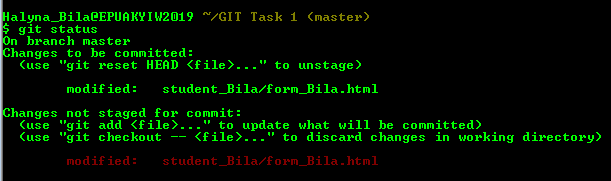 Halyna_Bila@EPUAKYIW2019 ~/GIT Task 1 (master)
$ git status
On branch master
Changes to be committed:
  (use "git reset HEAD <file>..." to unstage)
        modified:   student_Bila/form_Bila.html
Changes not staged for commit:
  (use "git add <file>..." to update what will be committed)
  (use "git checkout -- <file>..." to discard changes in working directory)
        modified:   student_Bila/form_Bila.html